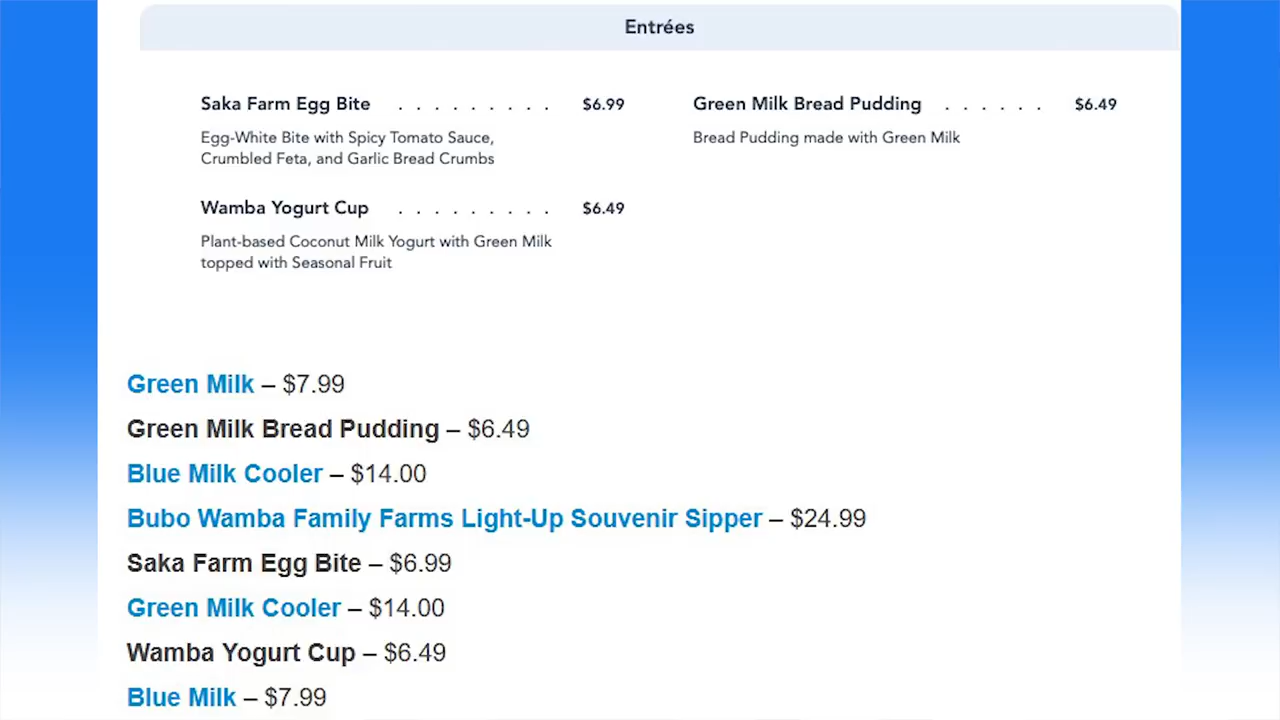 Entrées
Saka Farm Egg Bite . . . . . . . . . $6.99
Egg-White Bite with Spicy Tomato Sauce,
Crumbled Feta, and Garlic Bread Crumbs
Wamba Yogurt Cup . . . . . . . . . $6.49
Plant-based Coconut Milk Yogurt with Green Milk
topped with Seasonal Fruit
Green Milk Bread Pudding . . . . . . $6.49
Bread Pudding made with Green Milk
Green Milk – $7.99
Green Milk Bread Pudding – $6.49
Blue Milk Cooler – $14.00
Bubo Wamba Family Farms Light-Up Souvenir Sipper – $24.99
Saka Farm Egg Bite – $6.99
Green Milk Cooler – $14.00
Wamba Yogurt Cup – $6.49
Blue Milk – $7.99